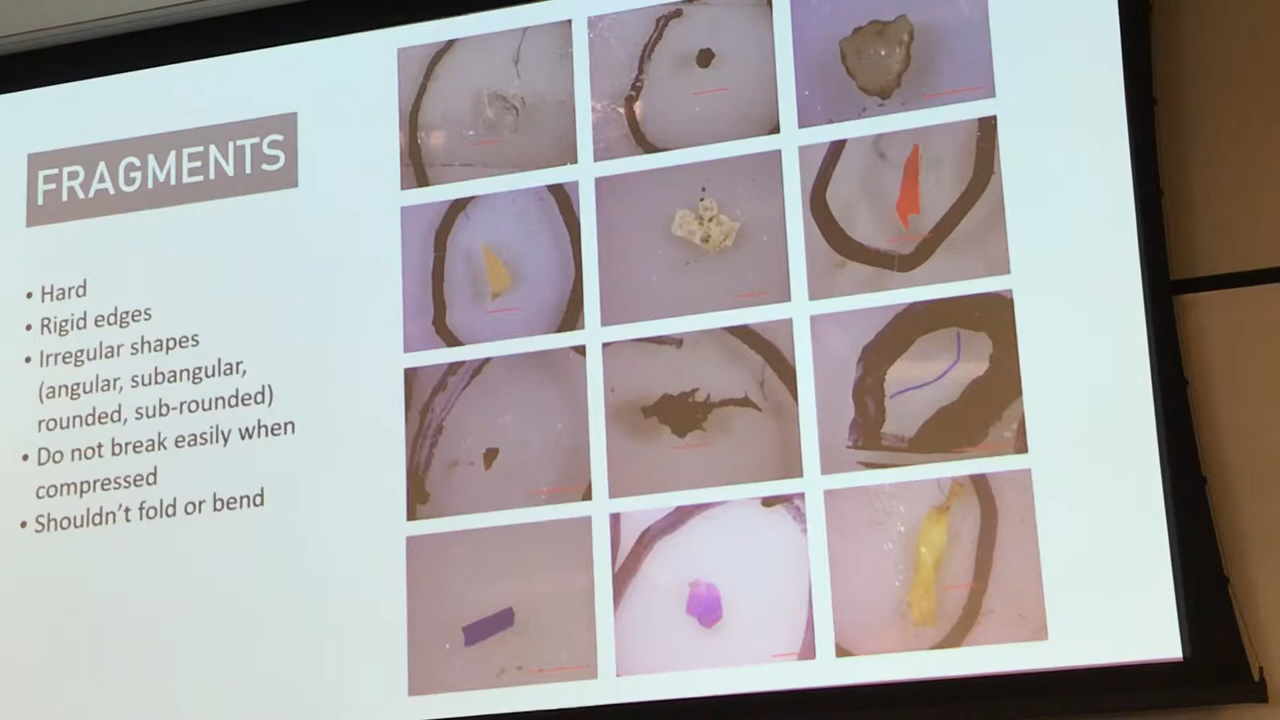 FRAGMENTS
• Hard
• Rigid edges
• Irregular shapes
(angular, subangular,
rounded, sub-rounded)
• Do not break easily when
compressed
• Shouldn't fold or bend